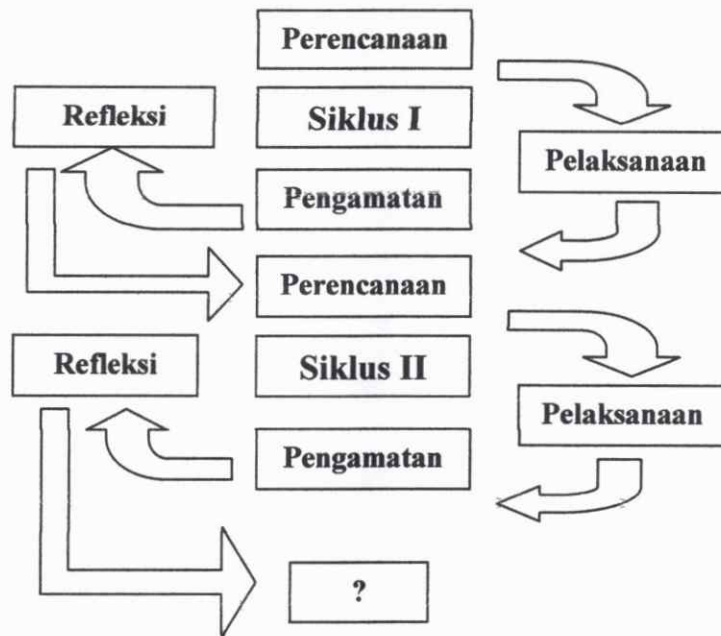 Perencanaan
Refleksi
Siklus I
Pelaksanaan
Pengamatan
Perencanaan
Refleksi
Siklus II
Pelaksanaan
Pengamatan
?